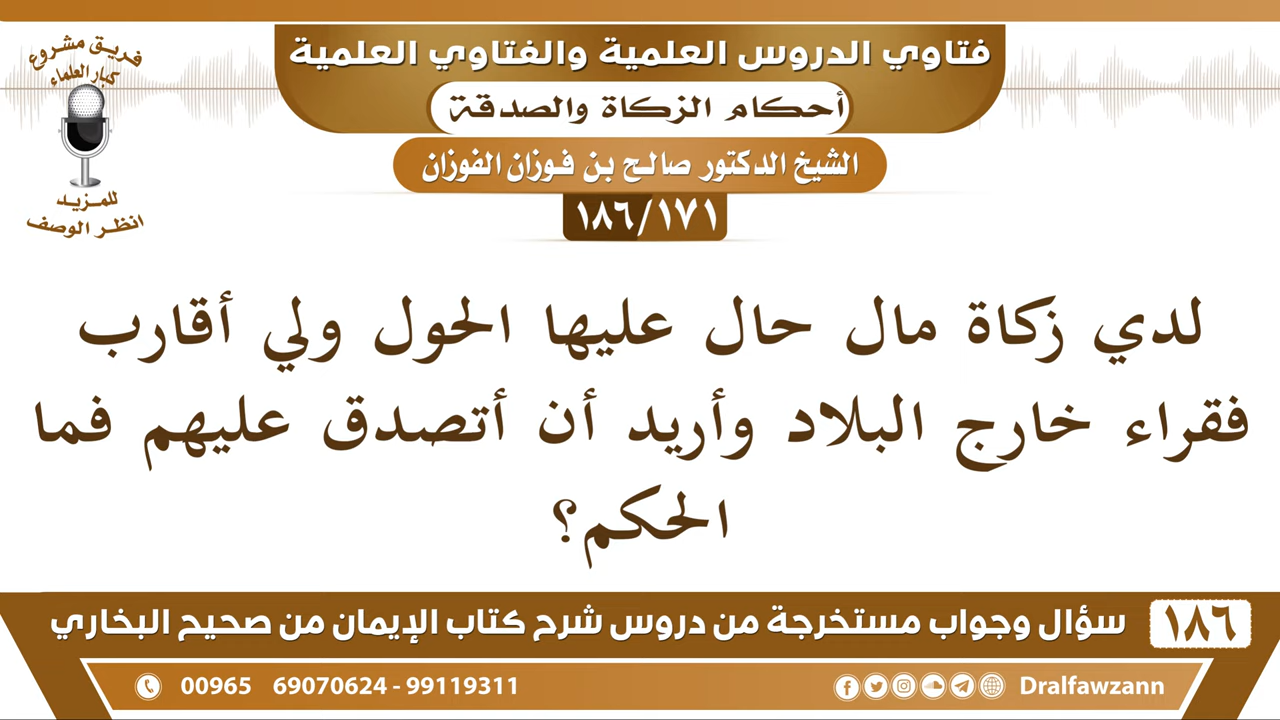 فتاوي الدروس العلمية والفتاوي العلمية
أحكام الزكاة والصدقة
الشيخ الدكتور صالح بن فوزان الفوزان
١٨٦/١٧١
فريق مشروع
كبار العلماء
للمزيد
انظر الوصف
لدي زكاة مال حال عليها الحول ولي أقارب
فقراء خارج البلاد وأريد أن أتصدق عليهم فما
الحكم؟
١٨٦ سؤال وجواب مستخرجة من دروس شرح كتاب الإيمان من صحيح البخاري
00965 69070624 - 99119311
Dralfawzann